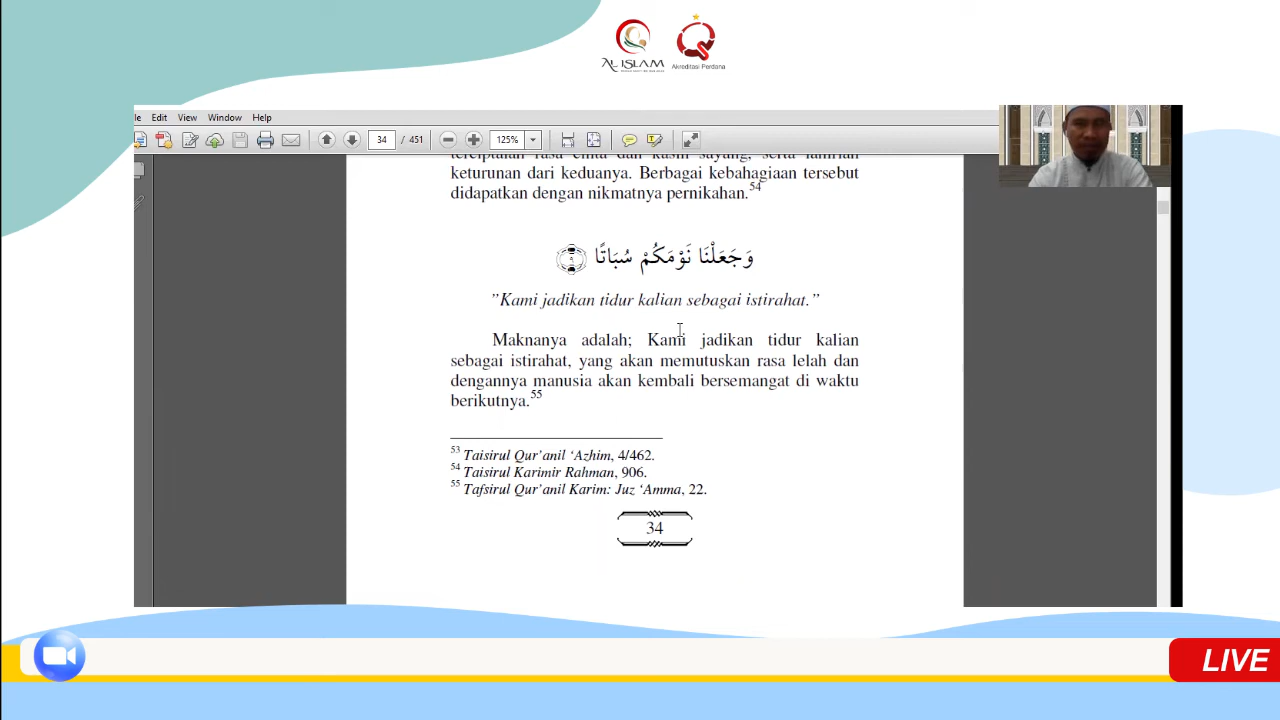 AL ISLAM
Akreditasi Paripurna
Edit View Window Help
34 / 451 125%
keturunan dari keduanya. Berbagai kebahagiaan tersebut
didapatkan dengan nikmatnya pernikahan.54
وَجَعَلْنَا نَوْمَكُمْ سُبَاتًا ۹
”Kami jadikan tidur kalian sebagai istirahat.”
Maknanya adalah; Kami jadikan tidur kalian
sebagai istirahat, yang akan memutuskan rasa lelah dan
dengannya manusia akan kembali bersemangat di waktu
berikutnya.55
53 Taisirul Qur’anil ‘Azhim, 4/462.
54 Taisirul Karimir Rahman, 906.
55 Tafsirul Qur’anil Karim: Juz ‘Amma, 22.
34
LIVE